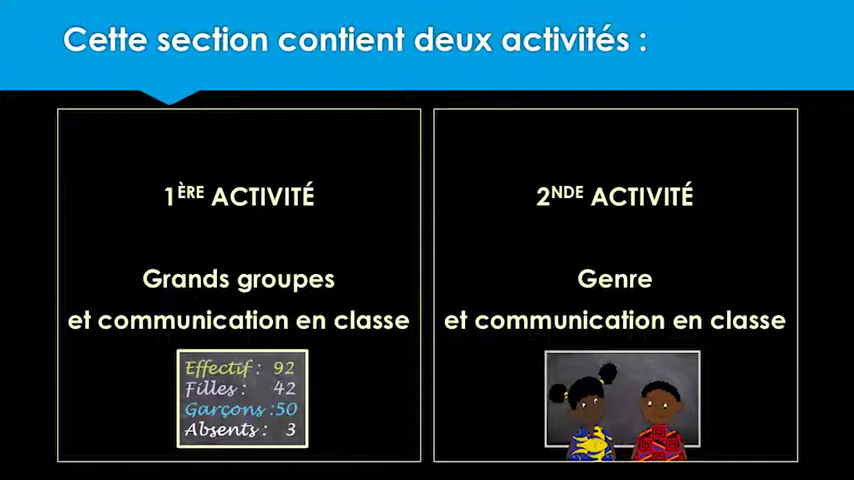 Cette section contient deux activités :
1ÈRE ACTIVITÉ
Grands groupes
et communication en classe
Effectif : 92
Filles : 42
Garçons :50
Absents : 3
2NDE ACTIVITÉ
Genre
et communication en classe